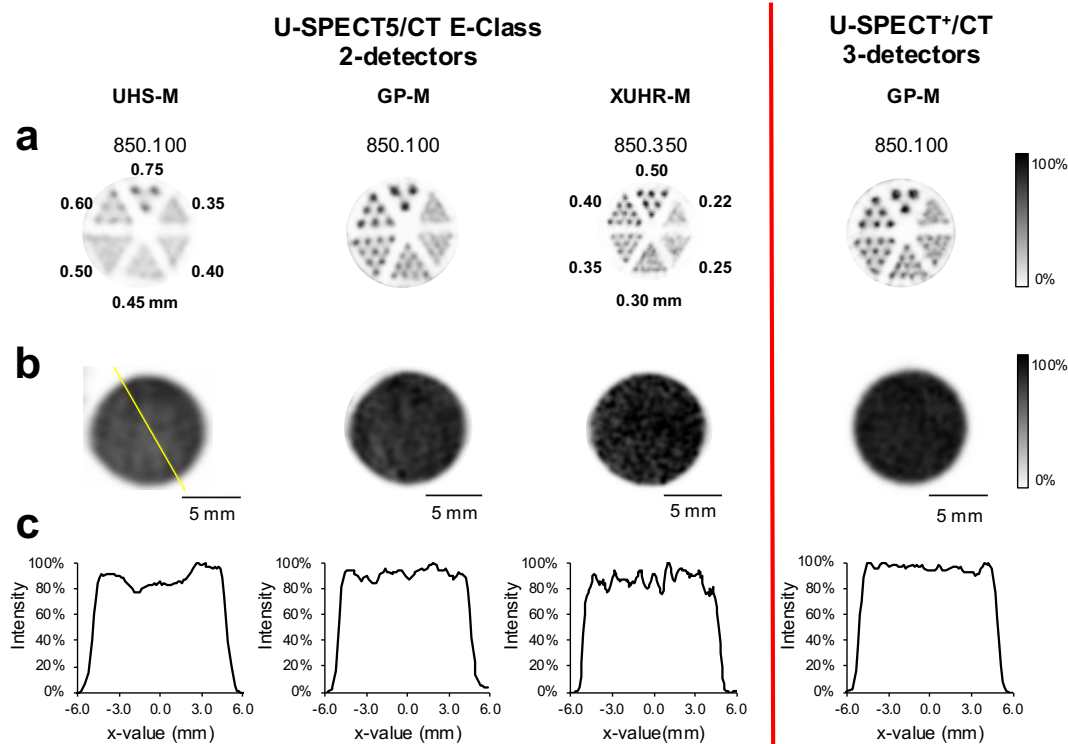 U-SPECT5/CT E-Class
2-detectors
U-SPECT⁺/CT
3-detectors
UHS-M
GP-M
XUHR-M
GP-M
a
850.100
850.100
850.350
850.100
0.75
0.60
0.35
0.50
0.40
0.45 mm
0.50
0.40
0.22
0.35
0.25
0.30 mm
100%
0%
b
5 mm
5 mm
5 mm
5 mm
100%
0%
c
Intensity
100%
80%
60%
40%
20%
0%
-6.0 -3.0 0.0 3.0 6.0
x-value (mm)
Intensity
100%
80%
60%
40%
20%
0%
-6.0 -3.0 0.0 3.0 6.0
x-value (mm)
Intensity
100%
80%
60%
40%
20%
0%
-6.0 -3.0 0.0 3.0 6.0
x-value(mm)
Intensity
100%
80%
60%
40%
20%
0%
-6.0 -3.0 0.0 3.0 6.0
x-value (mm)